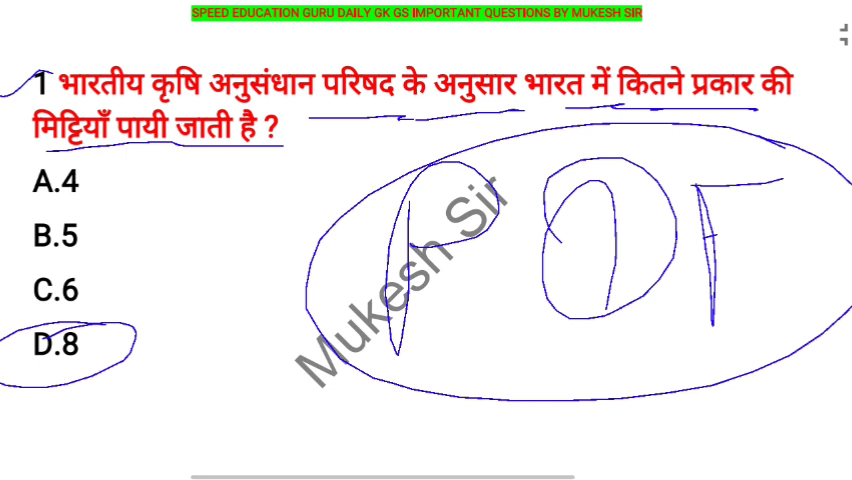 SPEED EDUCATION GURU DAILY GK GS IMPORTANT QUESTIONS BY MUKESH SIR
1 भारतीय कृषि अनुसंधान परिषद के अनुसार भारत में कितने प्रकार की
मिट्टियाँ पायी जाती है ?
A.4
B.5
C.6
D.8
PDF
Mukesh Sir